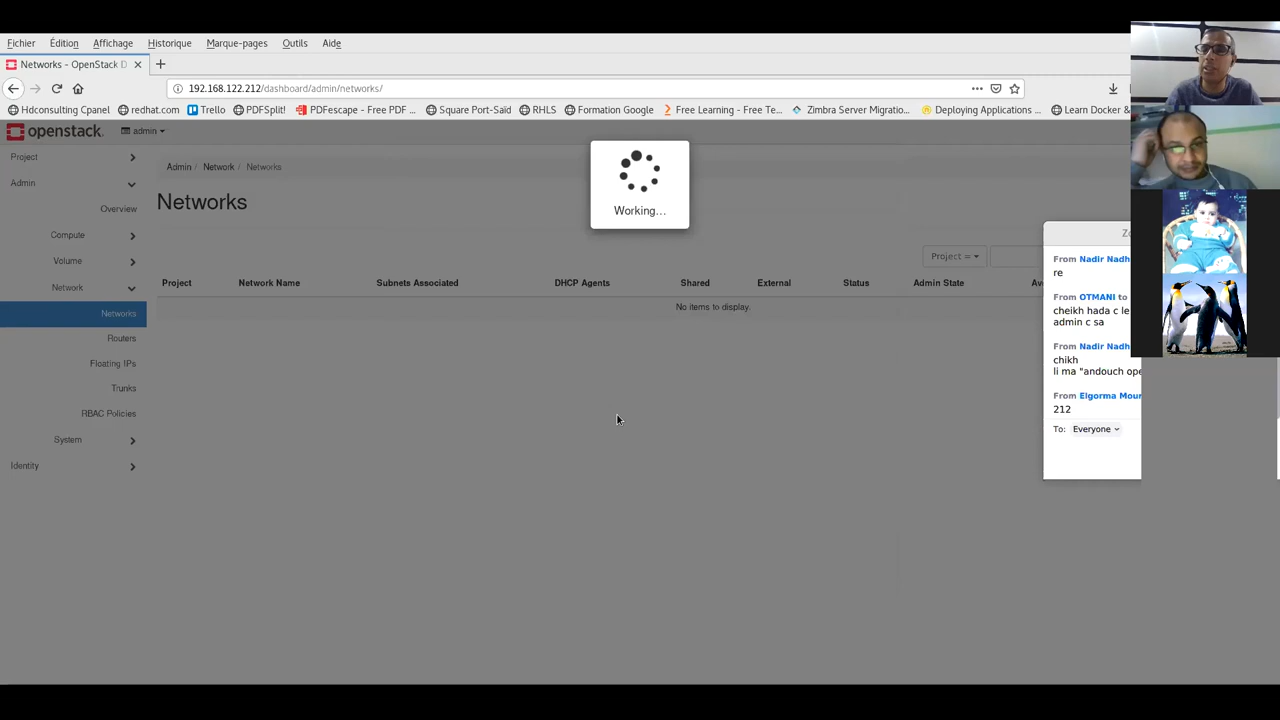 Fichier Édition Affichage Historique Marque-pages Outils Aide
Networks - OpenStack D
192.168.122.212/dashboard/admin/networks/
Hdconsulting Cpanel redhat.com Trello PDFSplit! PDFescape - Free PDF ... Square Port-Saïd RHLS Formation Google Free Learning - Free Te... Zimbra Server Migratio... Deploying Applications ... Learn Docker &
openstack. admin
Project
Admin
Overview
Compute
Volume
Network
Networks
Routers
Floating IPs
Trunks
RBAC Policies
System
Identity
Admin / Network / Networks
Networks
Working...
Project =
Project Network Name Subnets Associated DHCP Agents Shared External Status Admin State
No items to display.
From Nadir Nadh
re
From OTMANI to
cheikh hada c le
admin c sa
From Nadir Nadh
chikh
li ma "andouch ope
From Elgorma Mour
212
To: Everyone